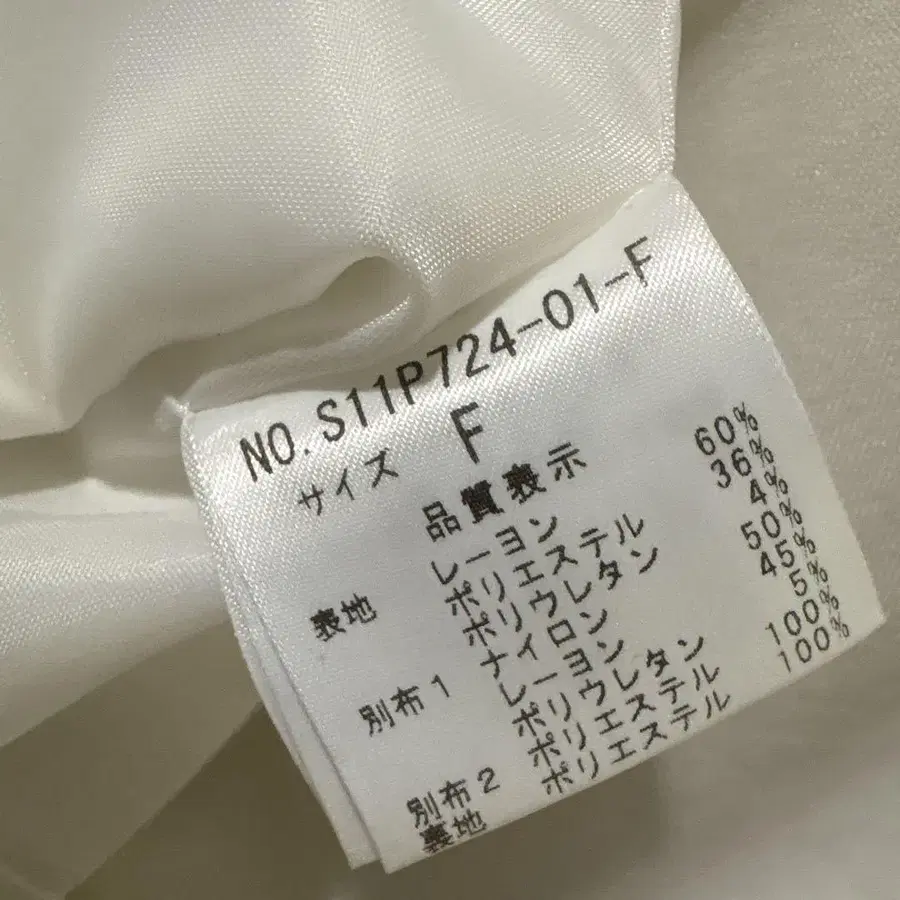 NO.S11P724-01-F
サイズ F
品質表示
表地 レーヨン 60%
ポリエステル 36%
ポリウレタン 4%
別布1 ナイロン 50%
レーヨン 45%
ポリウレタン 5%
別布2 ポリエステル 100%
裏地 ポリエステル 100%